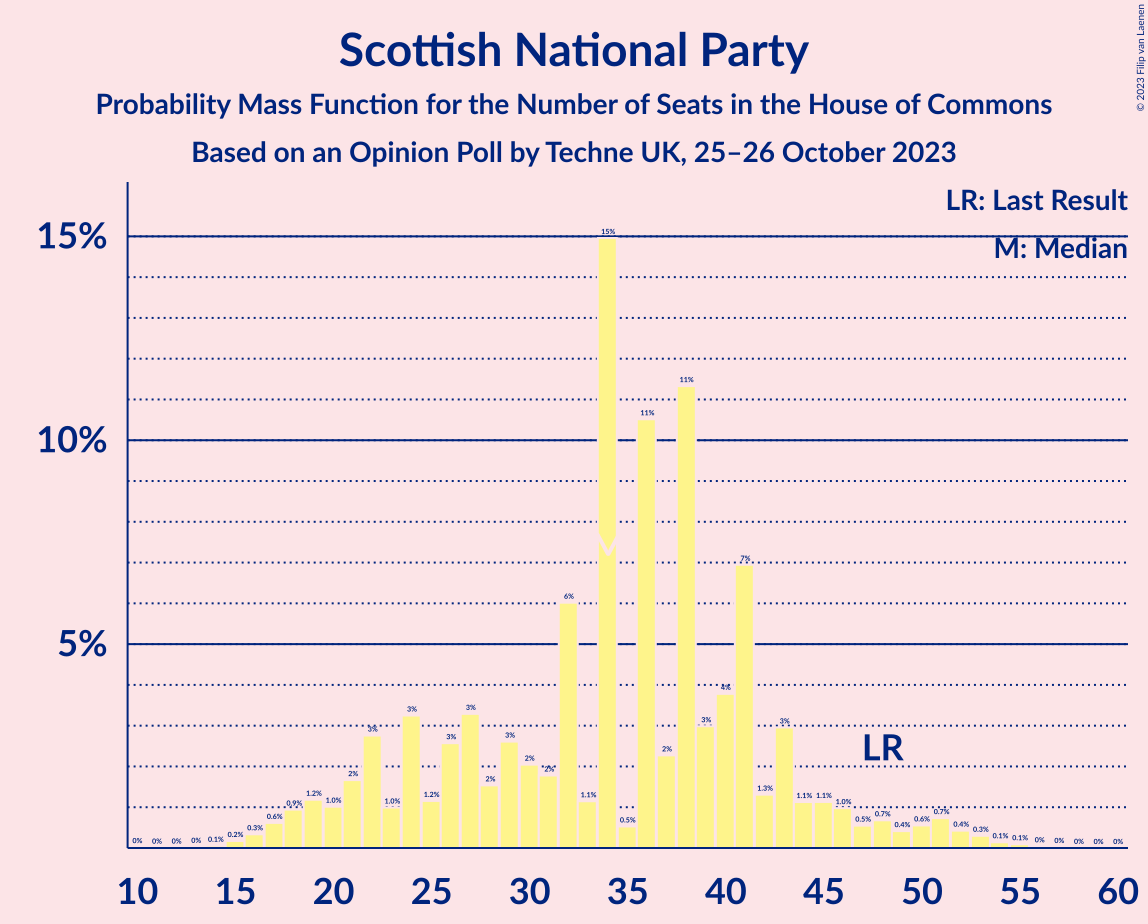 Scottish National Party
Probability Mass Function for the Number of Seats in the House of Commons
Based on an Opinion Poll by Techne UK, 25–26 October 2023
© 2023 Filip van Laenen
LR: Last Result
M: Median
15%
10%
5%
0% 0% 0% 0% 0.1% 0.2% 0.3% 0.6% 0.9% 1.2% 1.0% 2% 3% 1.0% 3% 1.2% 3% 3% 2% 3% 2% 2% 6% 1.1% 15% 0.5% 11% 2% 11% 3% 4% 7% 1.3% 3% 1.1% 1.1% 1.0% 0.5% 0.7% 0.4% 0.6% 0.7% 0.4% 0.3% 0.1% 0.1% 0% 0% 0% 0% 0%
LR
10 15 20 25 30 35 40 45 50 55 60